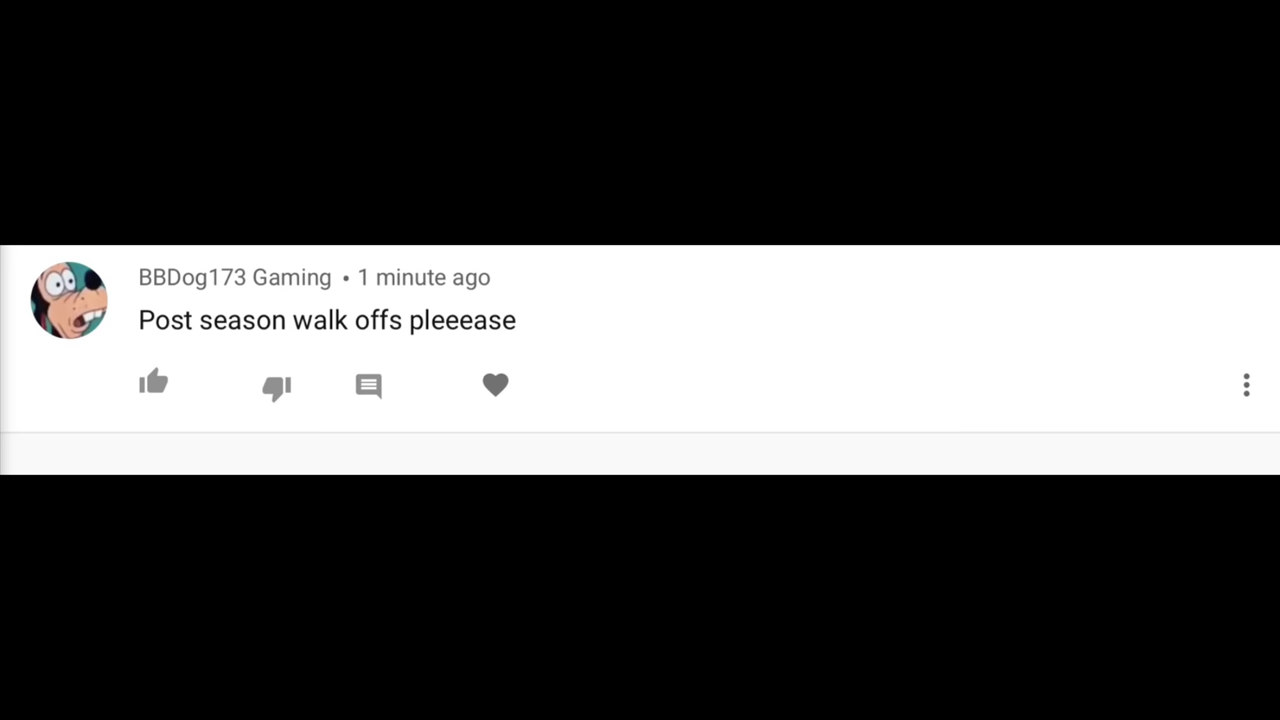 BBDog173 Gaming • 1 minute ago
Post season walk offs pleeease